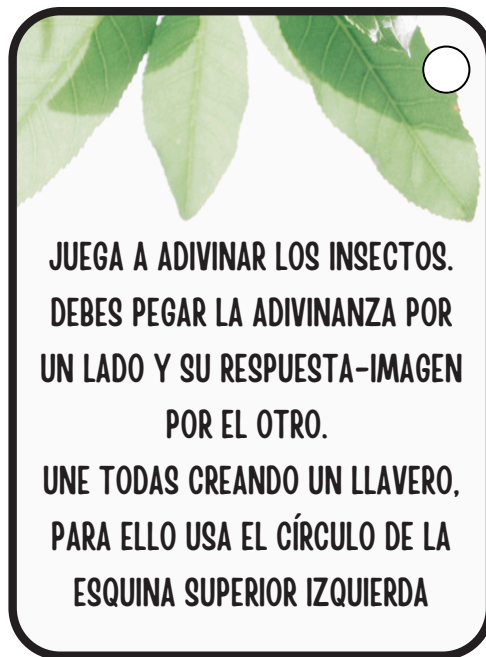 JUEGA A ADIVINAR LOS INSECTOS.
DEBES PEGAR LA ADIVINANZA POR
UN LADO Y SU RESPUESTA-IMAGEN
POR EL OTRO.
UNE TODAS CREANDO UN LLAVERO,
PARA ELLO USA EL CÍRCULO DE LA
ESQUINA SUPERIOR IZQUIERDA